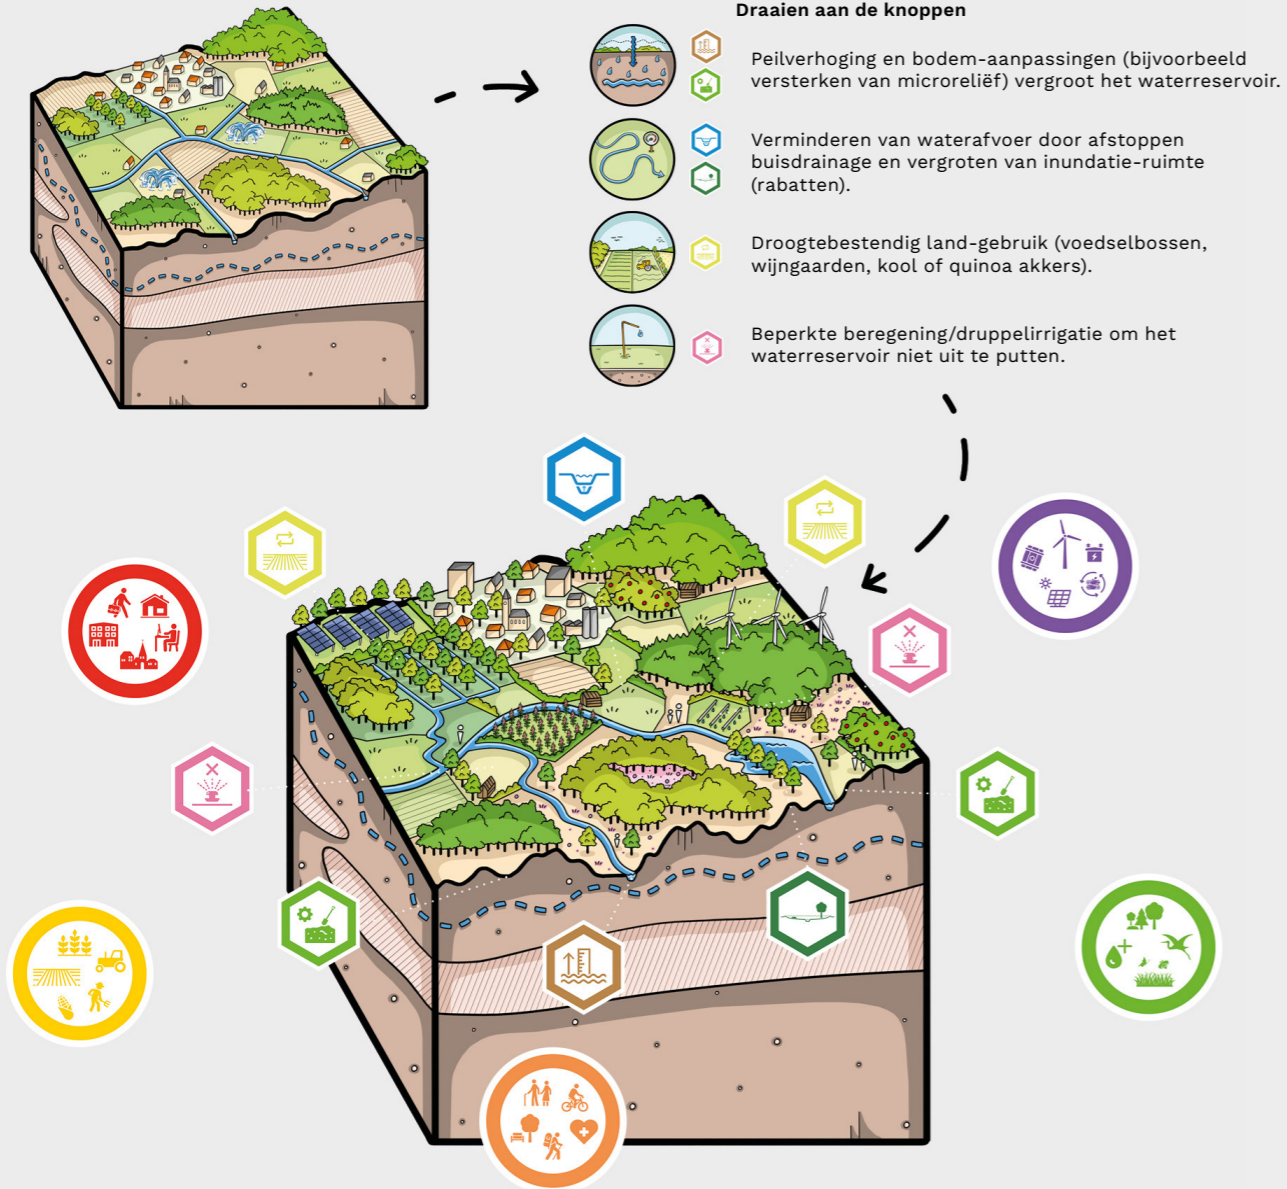 Draaien aan de knoppen
Peilverhoging en bodem-aanpassingen (bijvoorbeeld
versterken van microreliëf) vergroot het waterreservoir.
Verminderen van waterafvoer door afstoppen
buisdrainage en vergroten van inundatie-ruimte
(rabatten).
Droogtebestendig land-gebruik (voedselbossen,
wijngaarden, kool of quinoa akkers).
Beperkte beregening/druppelirrigatie om het
waterreservoir niet uit te putten.